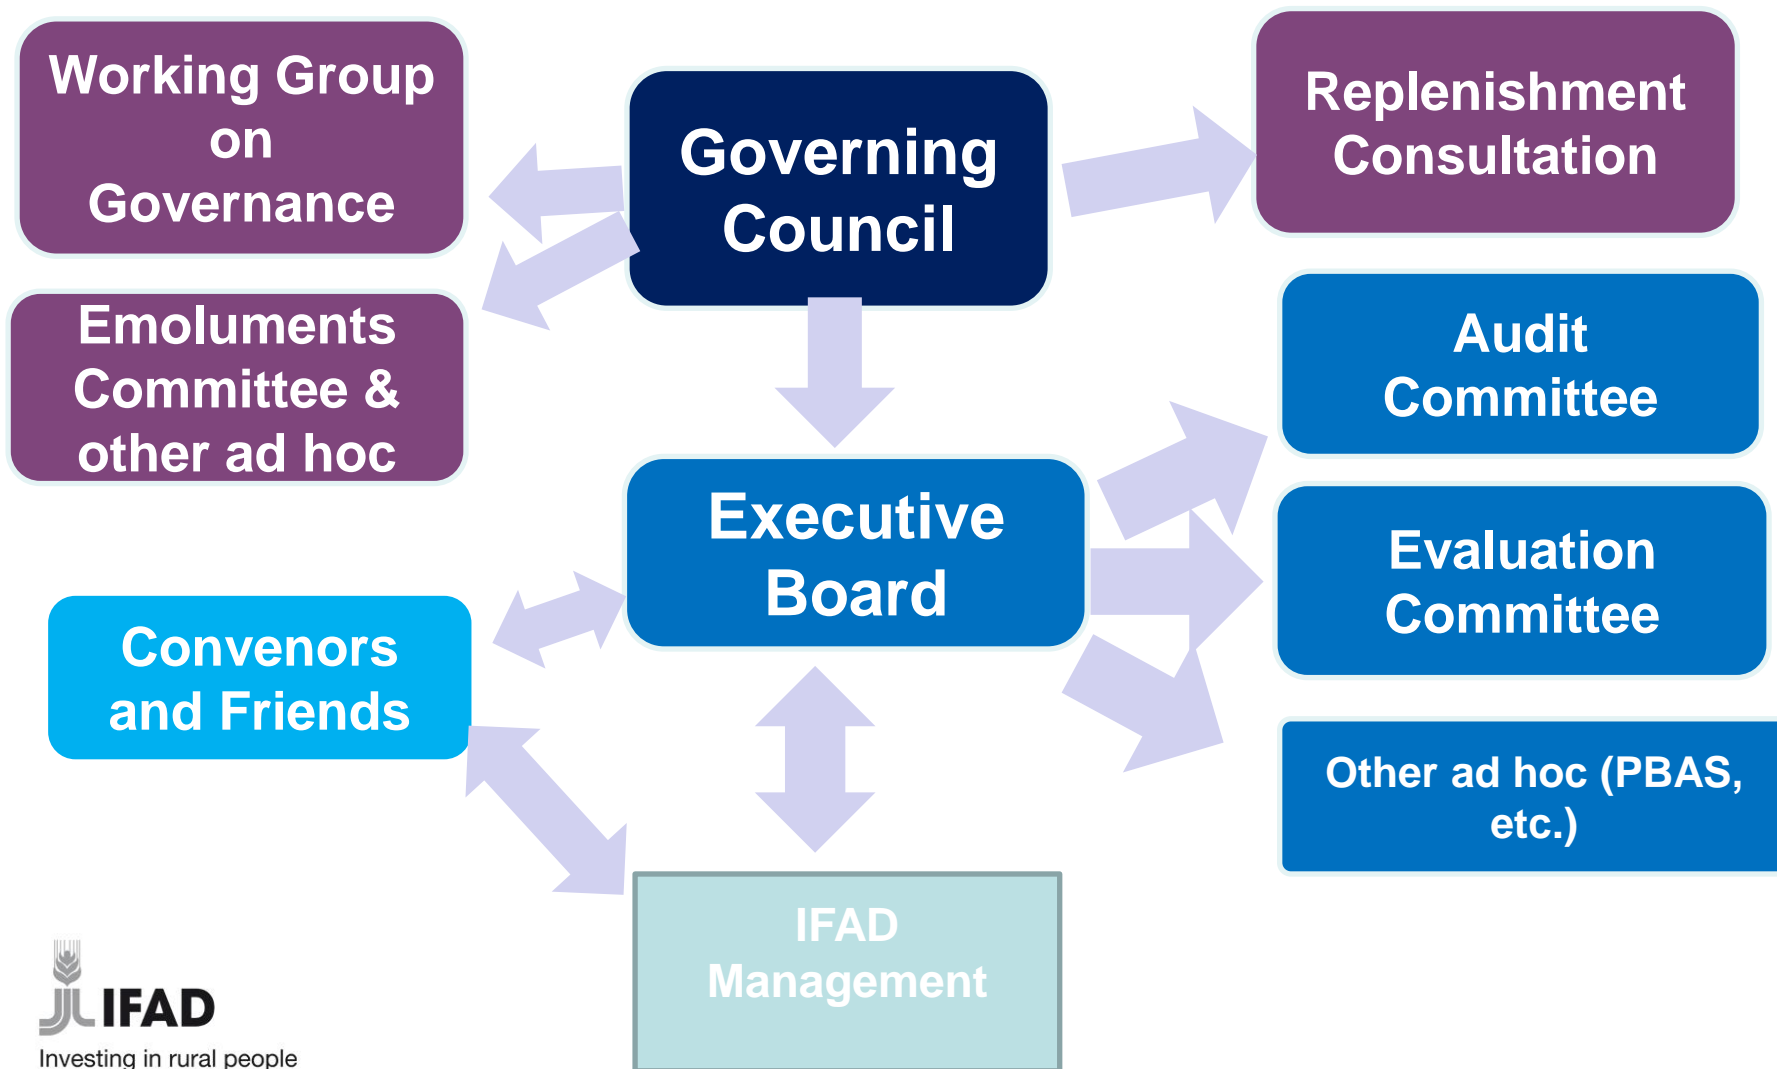 Working Group
on
Governance
Governing
Council
Replenishment
Consultation
Emoluments
Committee &
other ad hoc
Audit
Committee
Executive
Board
Evaluation
Committee
Convenors
and Friends
Other ad hoc (PBAS,
etc.)
IFAD
Management
IFAD
Investing in rural people